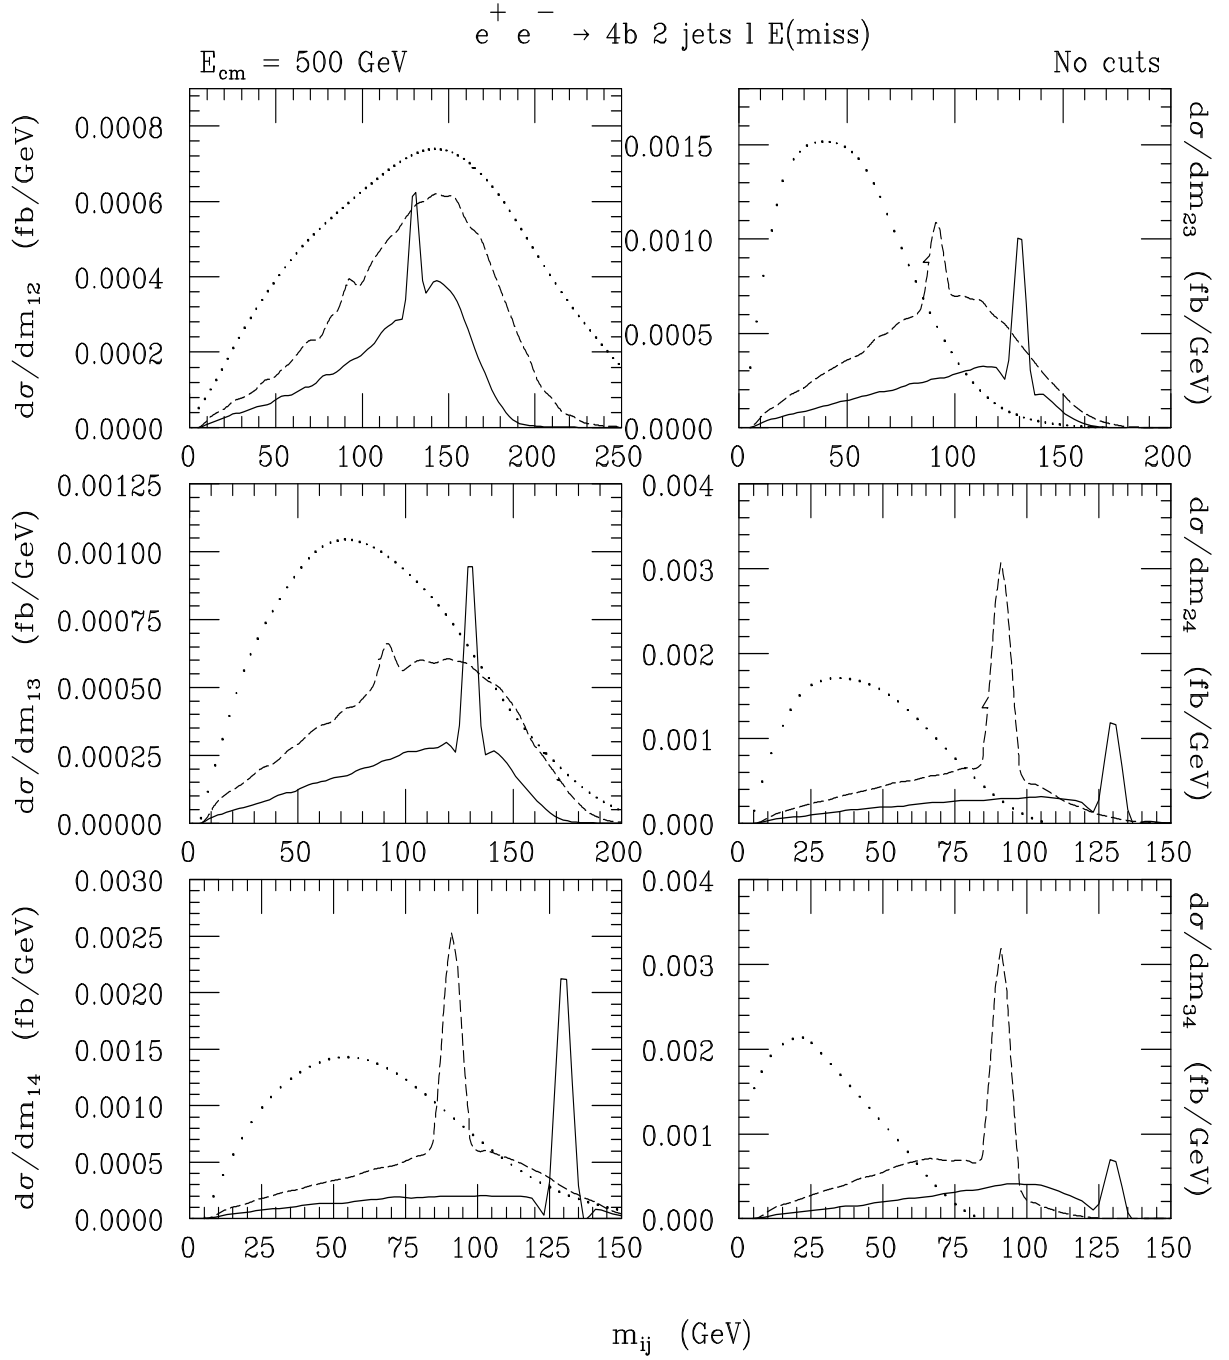 e⁺ e⁻ → 4b 2 jets l E(miss)
E_cm = 500 GeV
No cuts
dσ/dm₁₂ (fb/GeV)
0.0008
0.0006
0.0004
0.0002
0.0000
0 50 100 150 200 250
0.0015
0.0010
0.0005
0.0000
0 50 100 150 200
dσ/dm₂₃ (fb/GeV)
dσ/dm₁₃ (fb/GeV)
0.00125
0.00100
0.00075
0.00050
0.00025
0.00000
0 50 100 150 200
0.004
0.003
0.002
0.001
0.000
0 25 50 75 100 125 150
dσ/dm₂₄ (fb/GeV)
dσ/dm₁₄ (fb/GeV)
0.0030
0.0025
0.0020
0.0015
0.0010
0.0005
0.0000
0 25 50 75 100 125 150
0.004
0.003
0.002
0.001
0.000
0 25 50 75 100 125 150
dσ/dm₃₄ (fb/GeV)
m_ij (GeV)